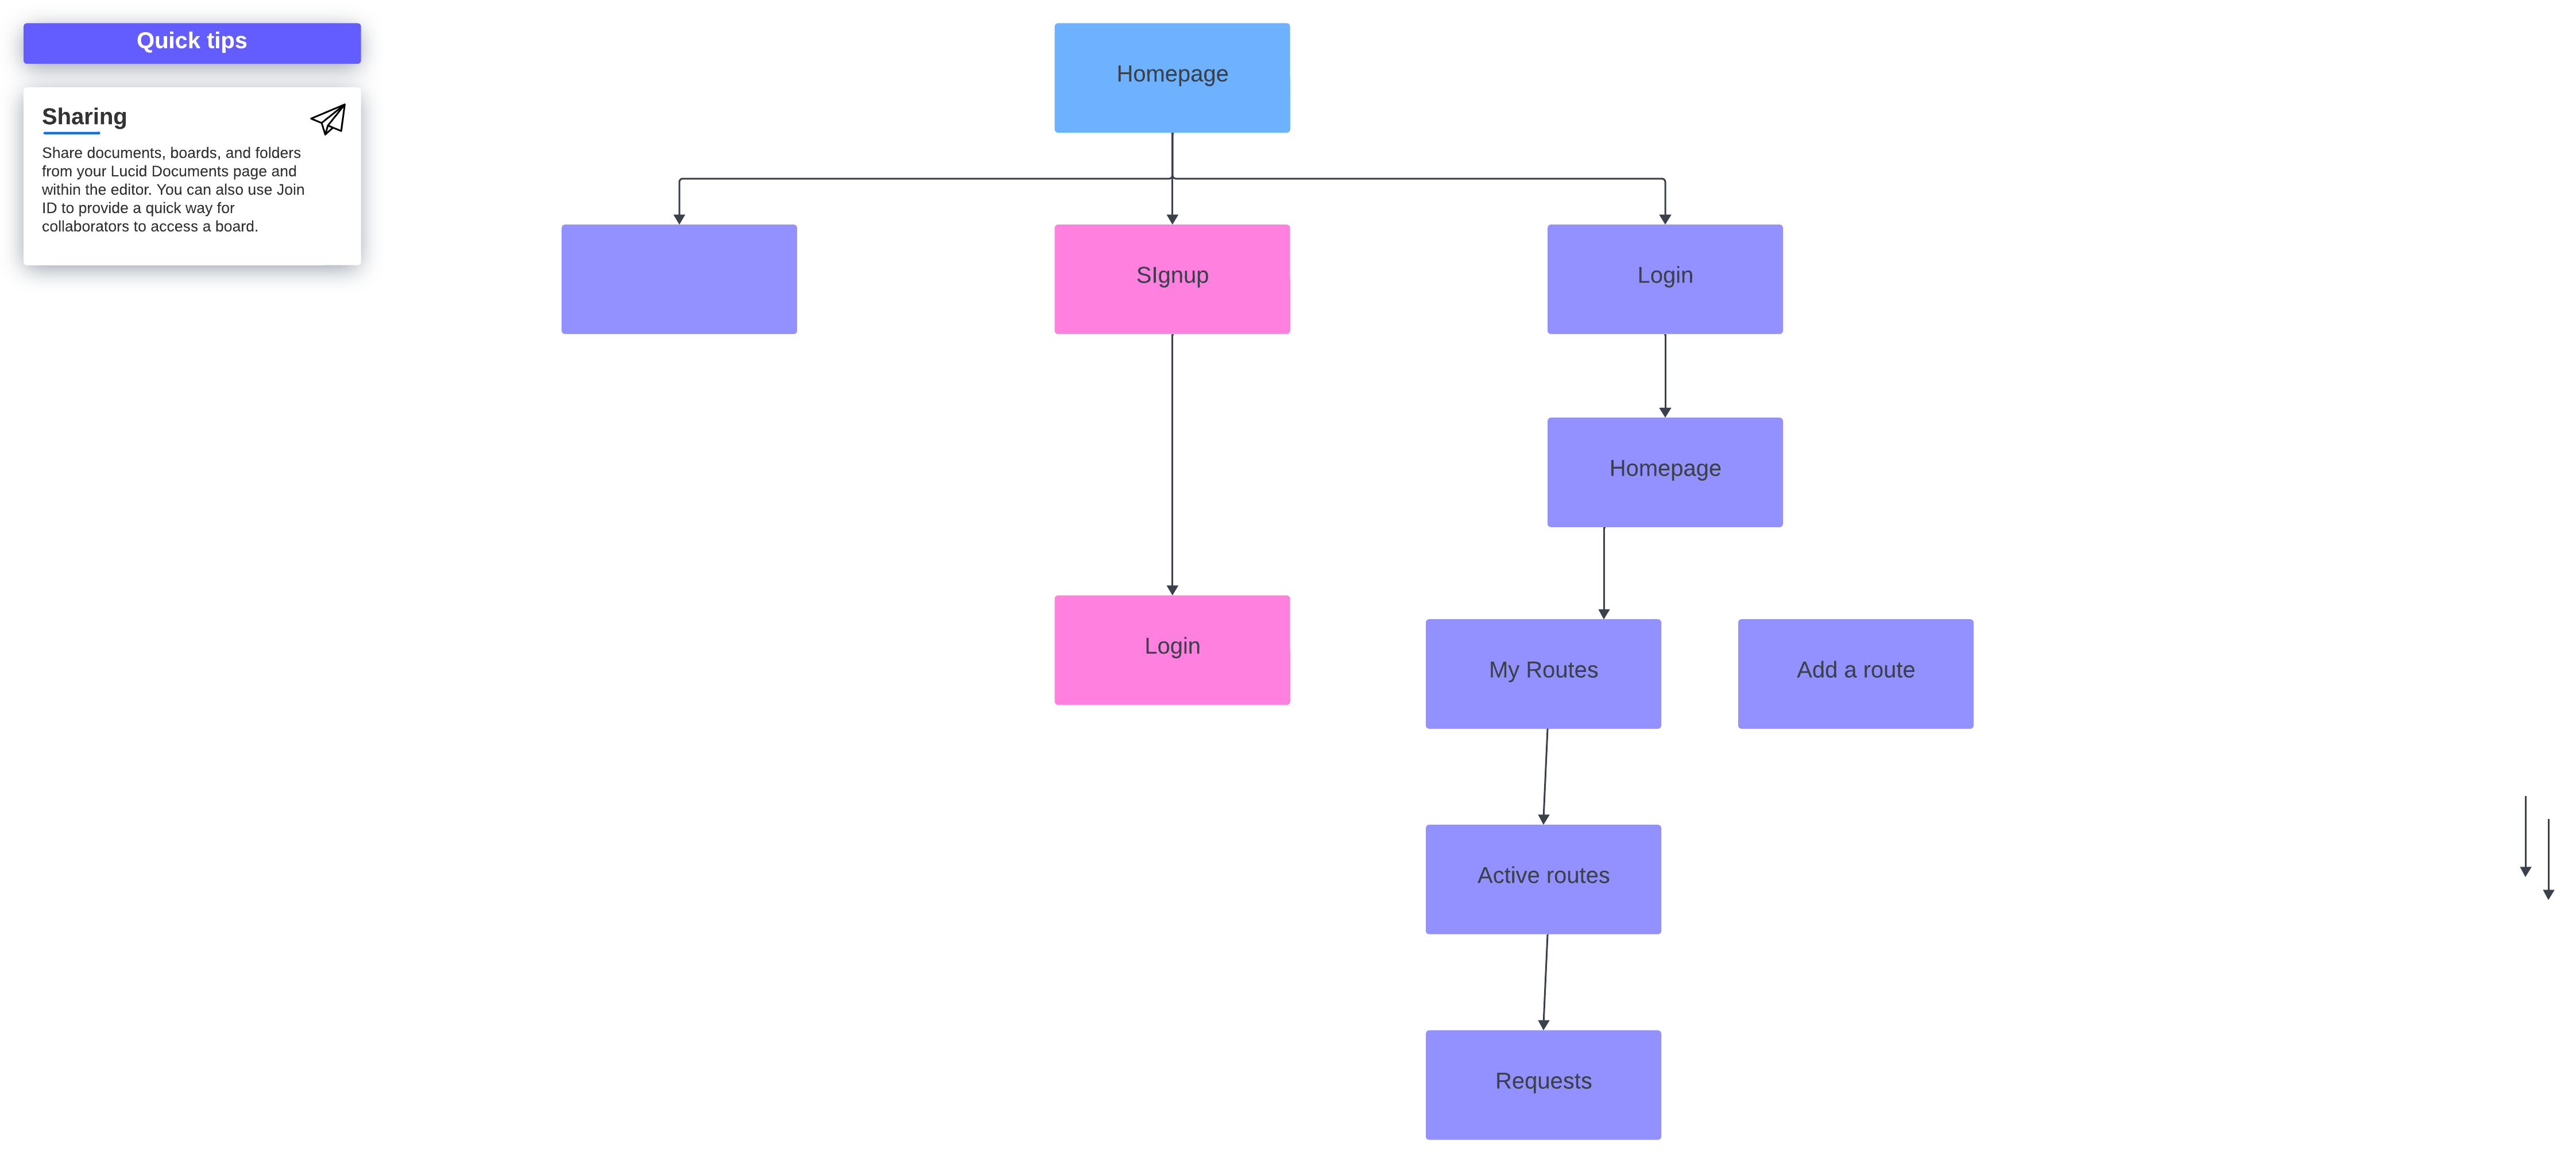 Quick tips
Sharing
Share documents, boards, and folders
from your Lucid Documents page and
within the editor. You can also use Join
ID to provide a quick way for
collaborators to access a board.
Homepage
SIgnup
Login
Homepage
Login
My Routes
Add a route
Active routes
Requests